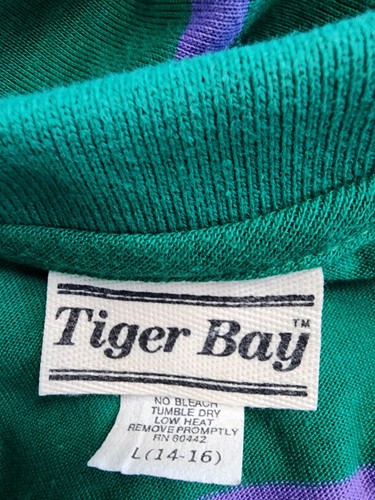 Tiger Bay™
NO BLEACH
TUMBLE DRY
LOW HEAT
REMOVE PROMPTLY
RN 60442
L (14-16)